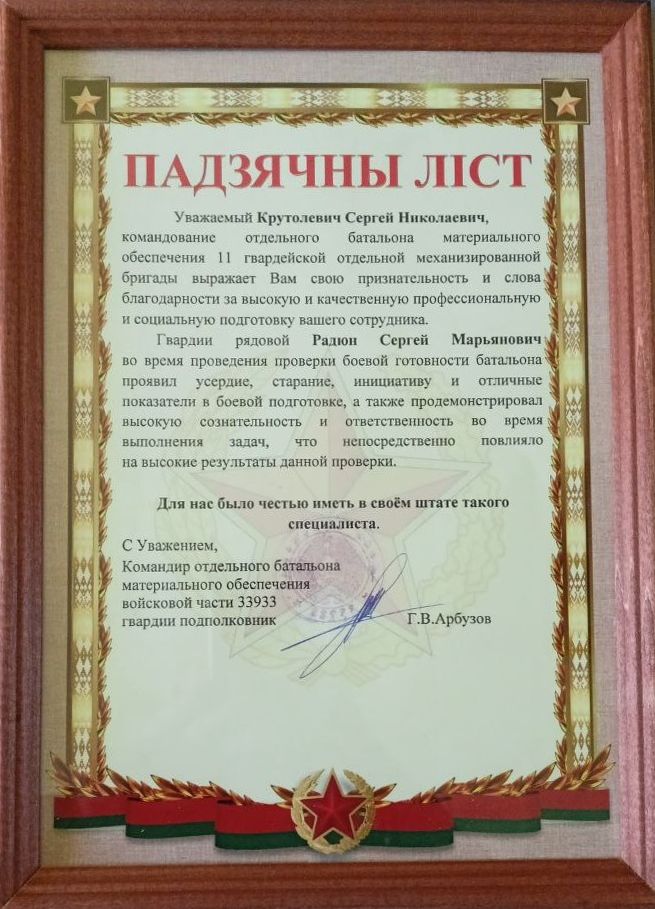 ПАДЗЯЧНЫ ЛІСТ
Уважаемый Крутолевич Сергей Николаевич,
командование отдельного батальона материального
обеспечения 11 гвардейской отдельной механизированной
бригады выражает Вам свою признательность и слова
благодарности за высокую и качественную профессиональную
и социальную подготовку вашего сотрудника.
Гвардии рядовой Радюн Сергей Марьянович
во время проведения проверки боевой готовности батальона
проявил усердие, старание, инициативу и отличные
показатели в боевой подготовке, а также продемонстрировал
высокую сознательность и ответственность во время
выполнения задач, что непосредственно повлияло
на высокие результаты данной проверки.
Для нас было честью иметь в своём штате такого
специалиста.
С Уважением,
Командир отдельного батальона
материального обеспечения
войсковой части 33933
гвардии подполковник Г.В.Арбузов